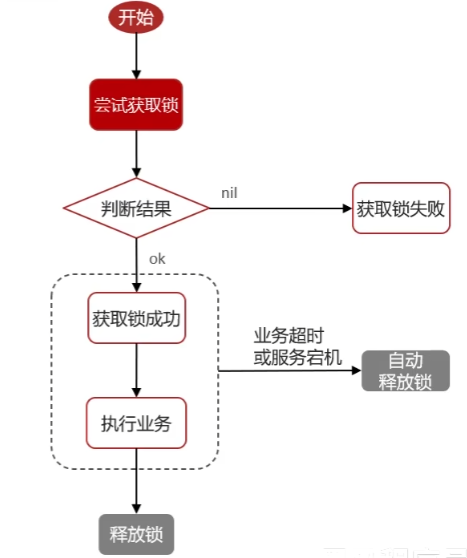 开始
尝试获取锁
判断结果
nil
获取锁失败
ok
获取锁成功
业务超时
或服务宕机
自动
释放锁
执行业务
释放锁